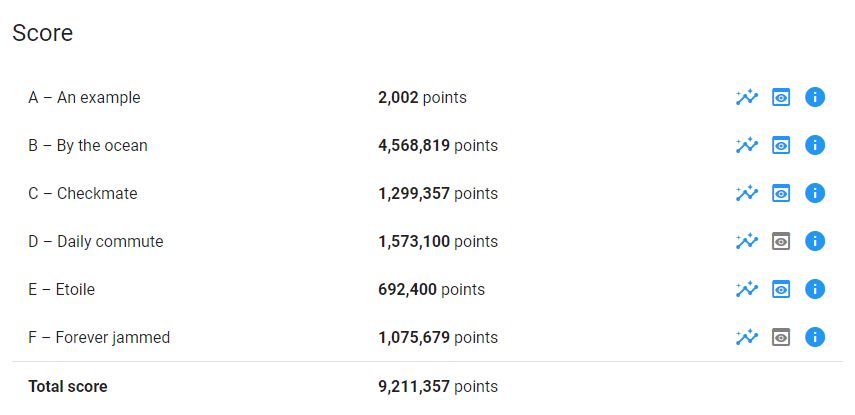 Score
A – An example 2,002 points
B – By the ocean 4,568,819 points
C – Checkmate 1,299,357 points
D – Daily commute 1,573,100 points
E – Etoile 692,400 points
F – Forever jammed 1,075,679 points
Total score 9,211,357 points